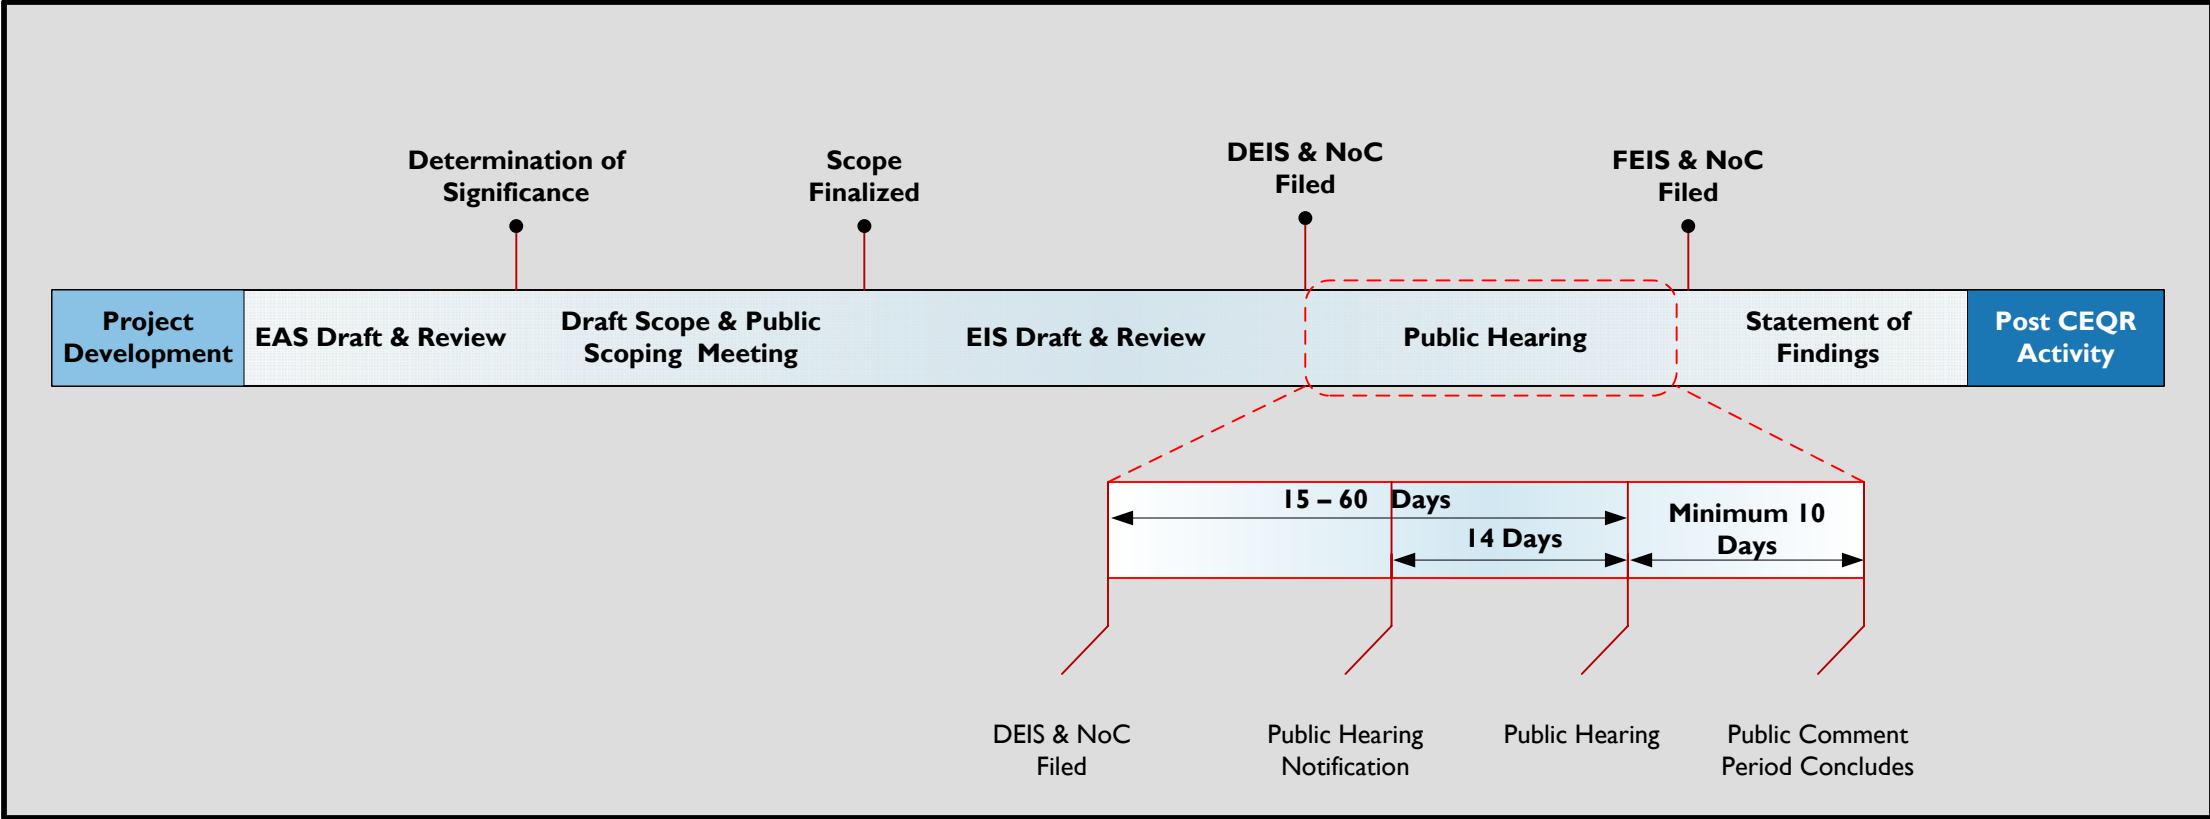 Determination of
Significance
Scope
Finalized
DEIS & NoC
Filed
FEIS & NoC
Filed
Project
Development
EAS Draft & Review
Draft Scope & Public
Scoping Meeting
EIS Draft & Review
Public Hearing
Statement of
Findings
Post CEQR
Activity
15 – 60 Days
14 Days
Minimum 10
Days
DEIS & NoC
Filed
Public Hearing
Notification
Public Hearing
Public Comment
Period Concludes